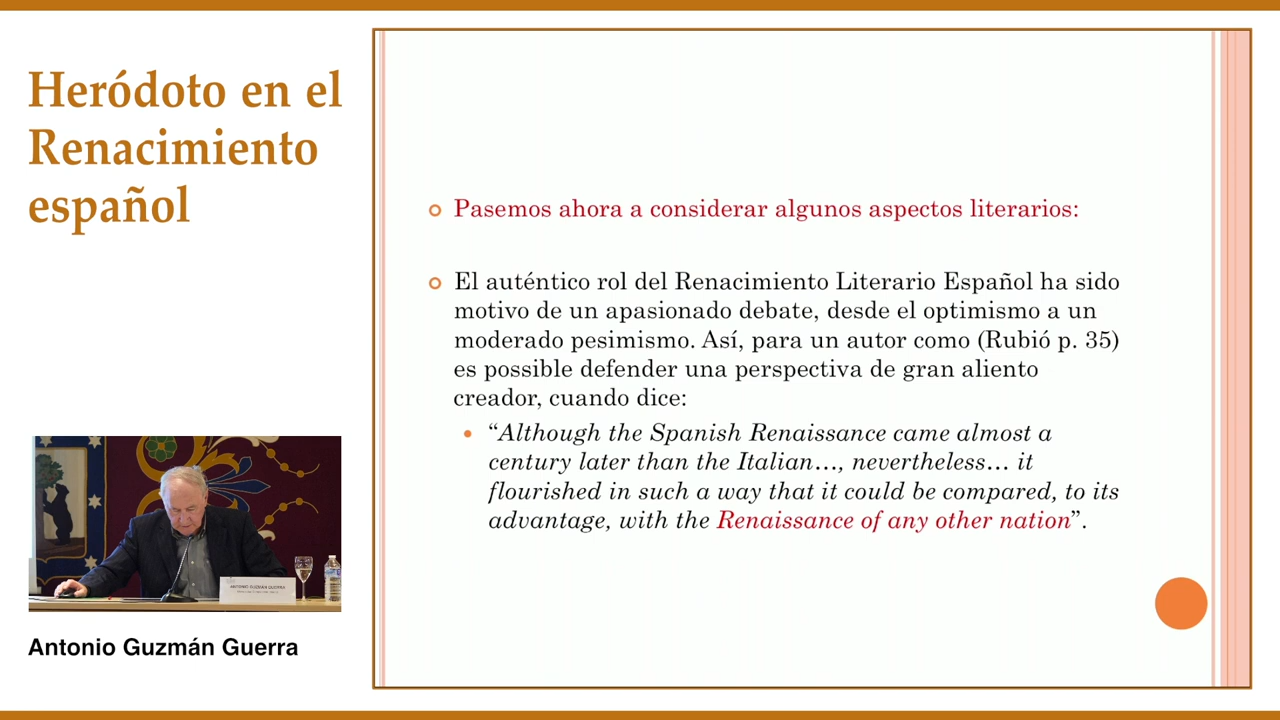 Heródoto en el
Renacimiento
español
Pasemos ahora a considerar algunos aspectos literarios:
El auténtico rol del Renacimiento Literario Español ha sido
motivo de un apasionado debate, desde el optimismo a un
moderado pesimismo. Así, para un autor como (Rubió p. 35)
es possible defender una perspectiva de gran aliento
creador, cuando dice:
“Although the Spanish Renaissance came almost a
century later than the Italian…, nevertheless… it
flourished in such a way that it could be compared, to its
advantage, with the Renaissance of any other nation”.
ANTONIO GUZMÁN GUERRA
Antonio Guzmán Guerra